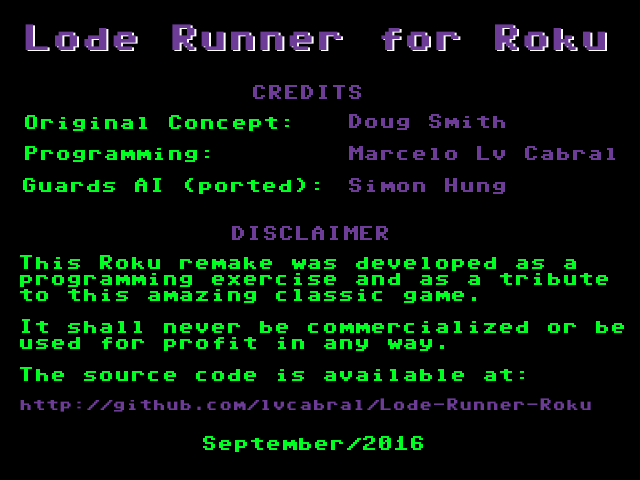 Lode Runner for Roku
CREDITS
Original Concept: Doug Smith
Programming: Marcelo Lv Cabral
Guards AI (ported): Simon Hung
DISCLAIMER
This Roku remake was developed as a
programming exercise and as a tribute
to this amazing classic game.
It shall never be commercialized or be
used for profit in any way.
The source code is available at:
http://github.com/lvcabral/Lode-Runner-Roku
September/2016